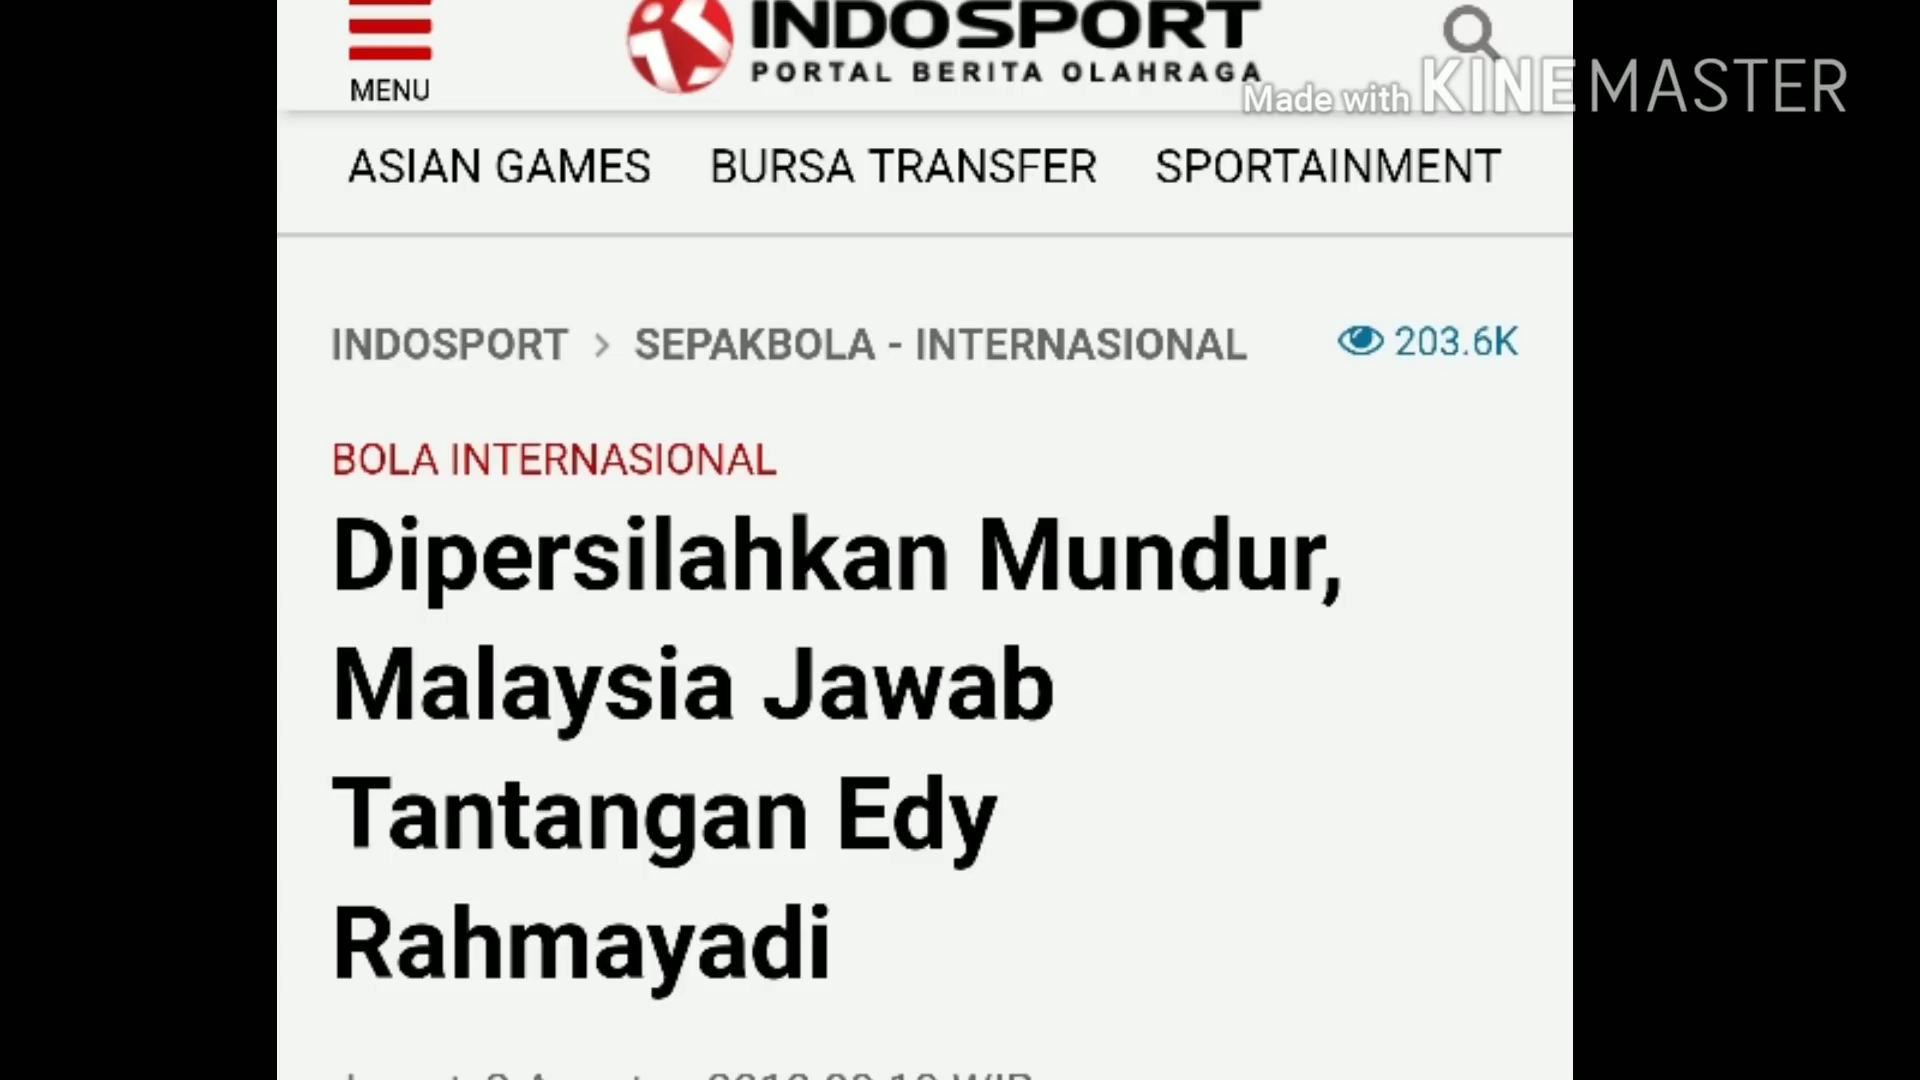 INDOSPORT
PORTAL BERITA OLAHRAGA
MENU
Made with KINEMASTER
ASIAN GAMES BURSA TRANSFER SPORTAINMENT
INDOSPORT > SEPAKBOLA - INTERNASIONAL 203.6K
BOLA INTERNASIONAL
Dipersilahkan Mundur,
Malaysia Jawab
Tantangan Edy
Rahmayadi